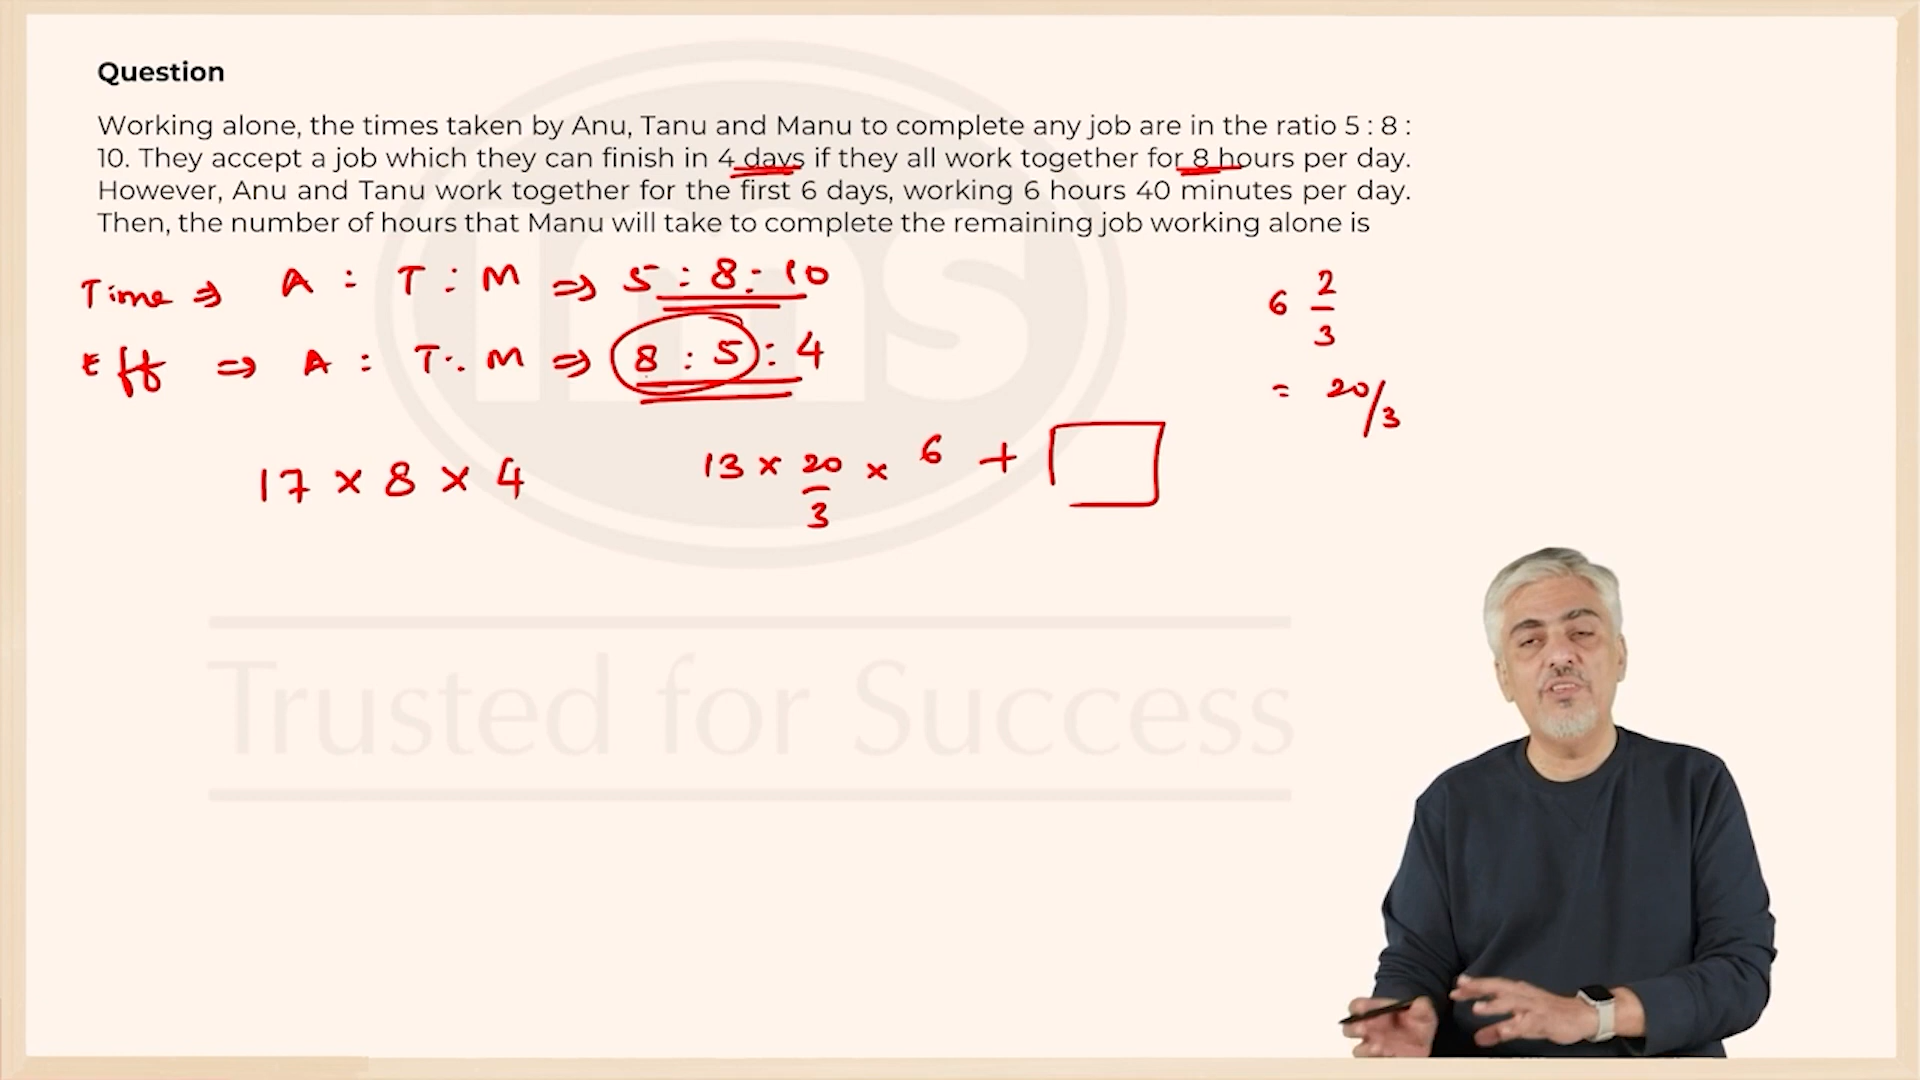 Question
Working alone, the times taken by Anu, Tanu and Manu to complete any job are in the ratio 5 : 8 :
10. They accept a job which they can finish in 4 days if they all work together for 8 hours per day.
However, Anu and Tanu work together for the first 6 days, working 6 hours 40 minutes per day.
Then, the number of hours that Manu will take to complete the remaining job working alone is
Time ⇒ A : T : M ⇒ 5 : 8 : 10
Eff ⇒ A : T : M ⇒ 8 : 5 : 4
6 2/3
= 20/3
17 × 8 × 4
13 × 20/3 × 6 +
ims
Trusted for Success